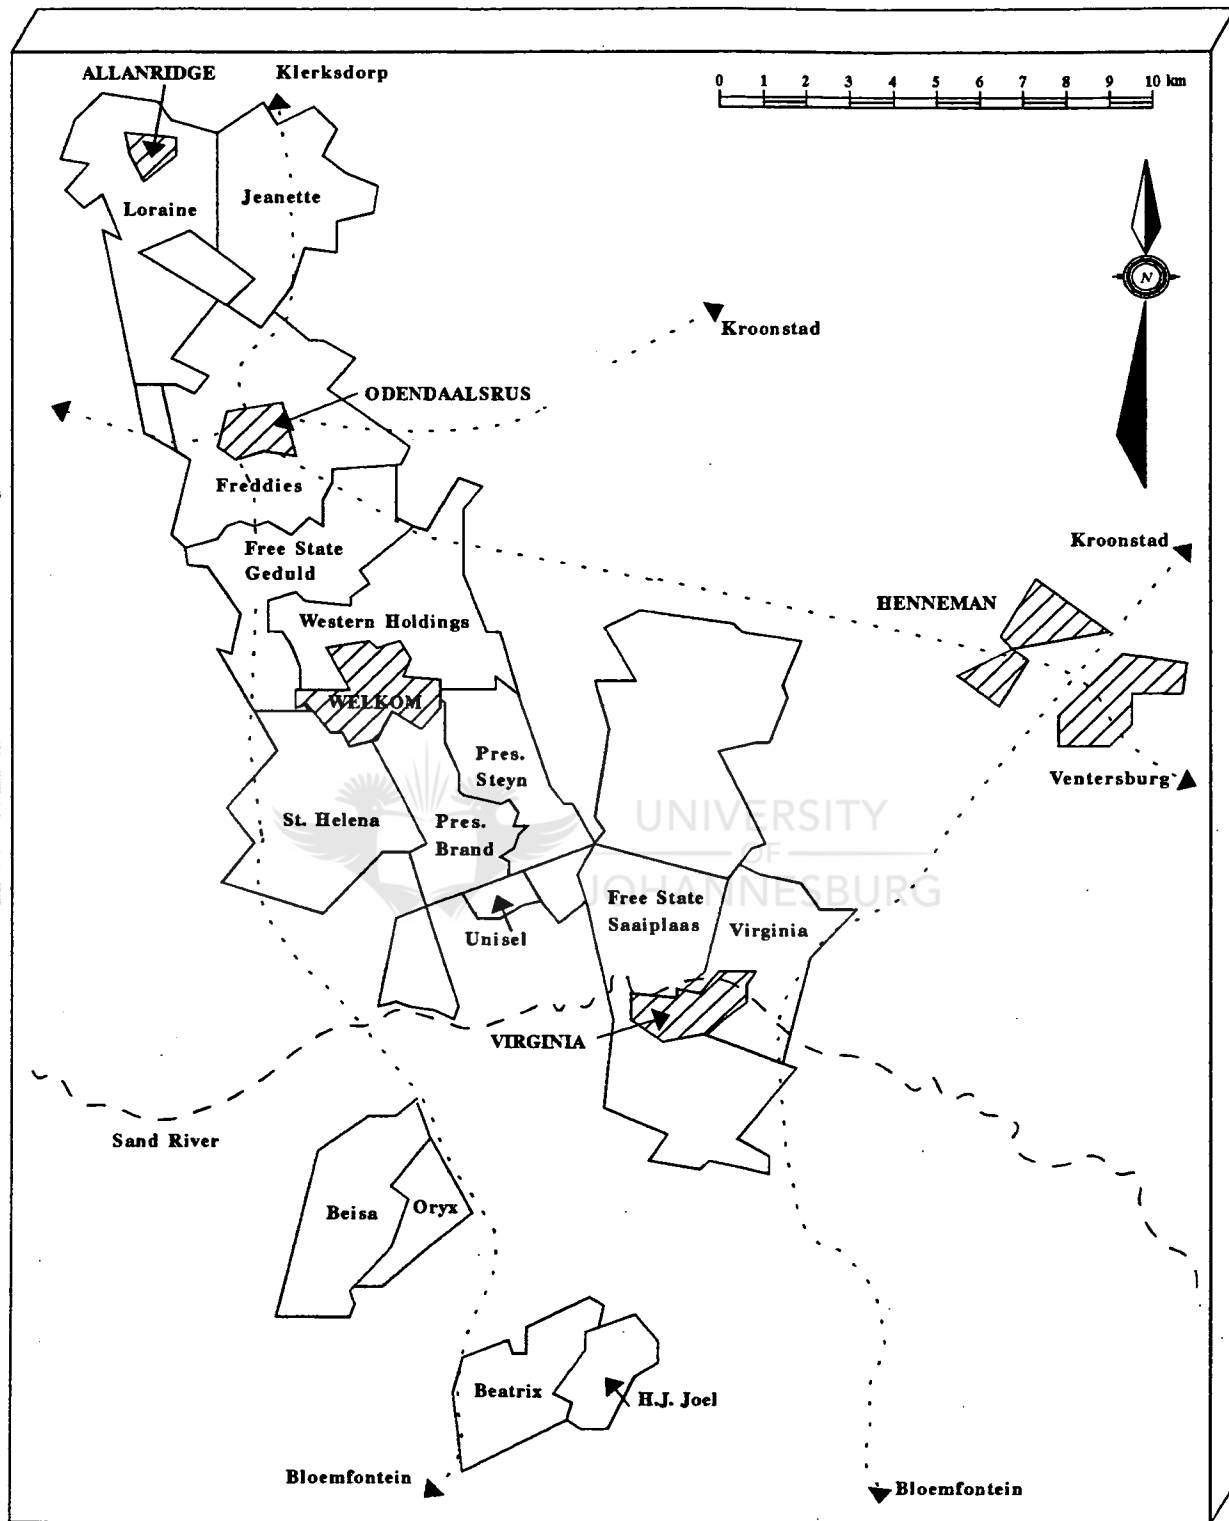 ALLANRIDGE
Klerksdorp
0 1 2 3 4 5 6 7 8 9 10 km
Loraine
Jeanette
N
Kroonstad
ODENDAALSRUS
Freddies
Free State
Geduld
Kroonstad
HENNEMAN
Western Holdings
WELKOM
Pres.
Steyn
Ventersburg
St. Helena
Pres.
Brand
UNIVERSITY
OF
JOHANNESBURG
Free State
Saaiplaas
Virginia
Unisel
VIRGINIA
Sand River
Beisa
Oryx
Beatrix
H.J. Joel
Bloemfontein
Bloemfontein